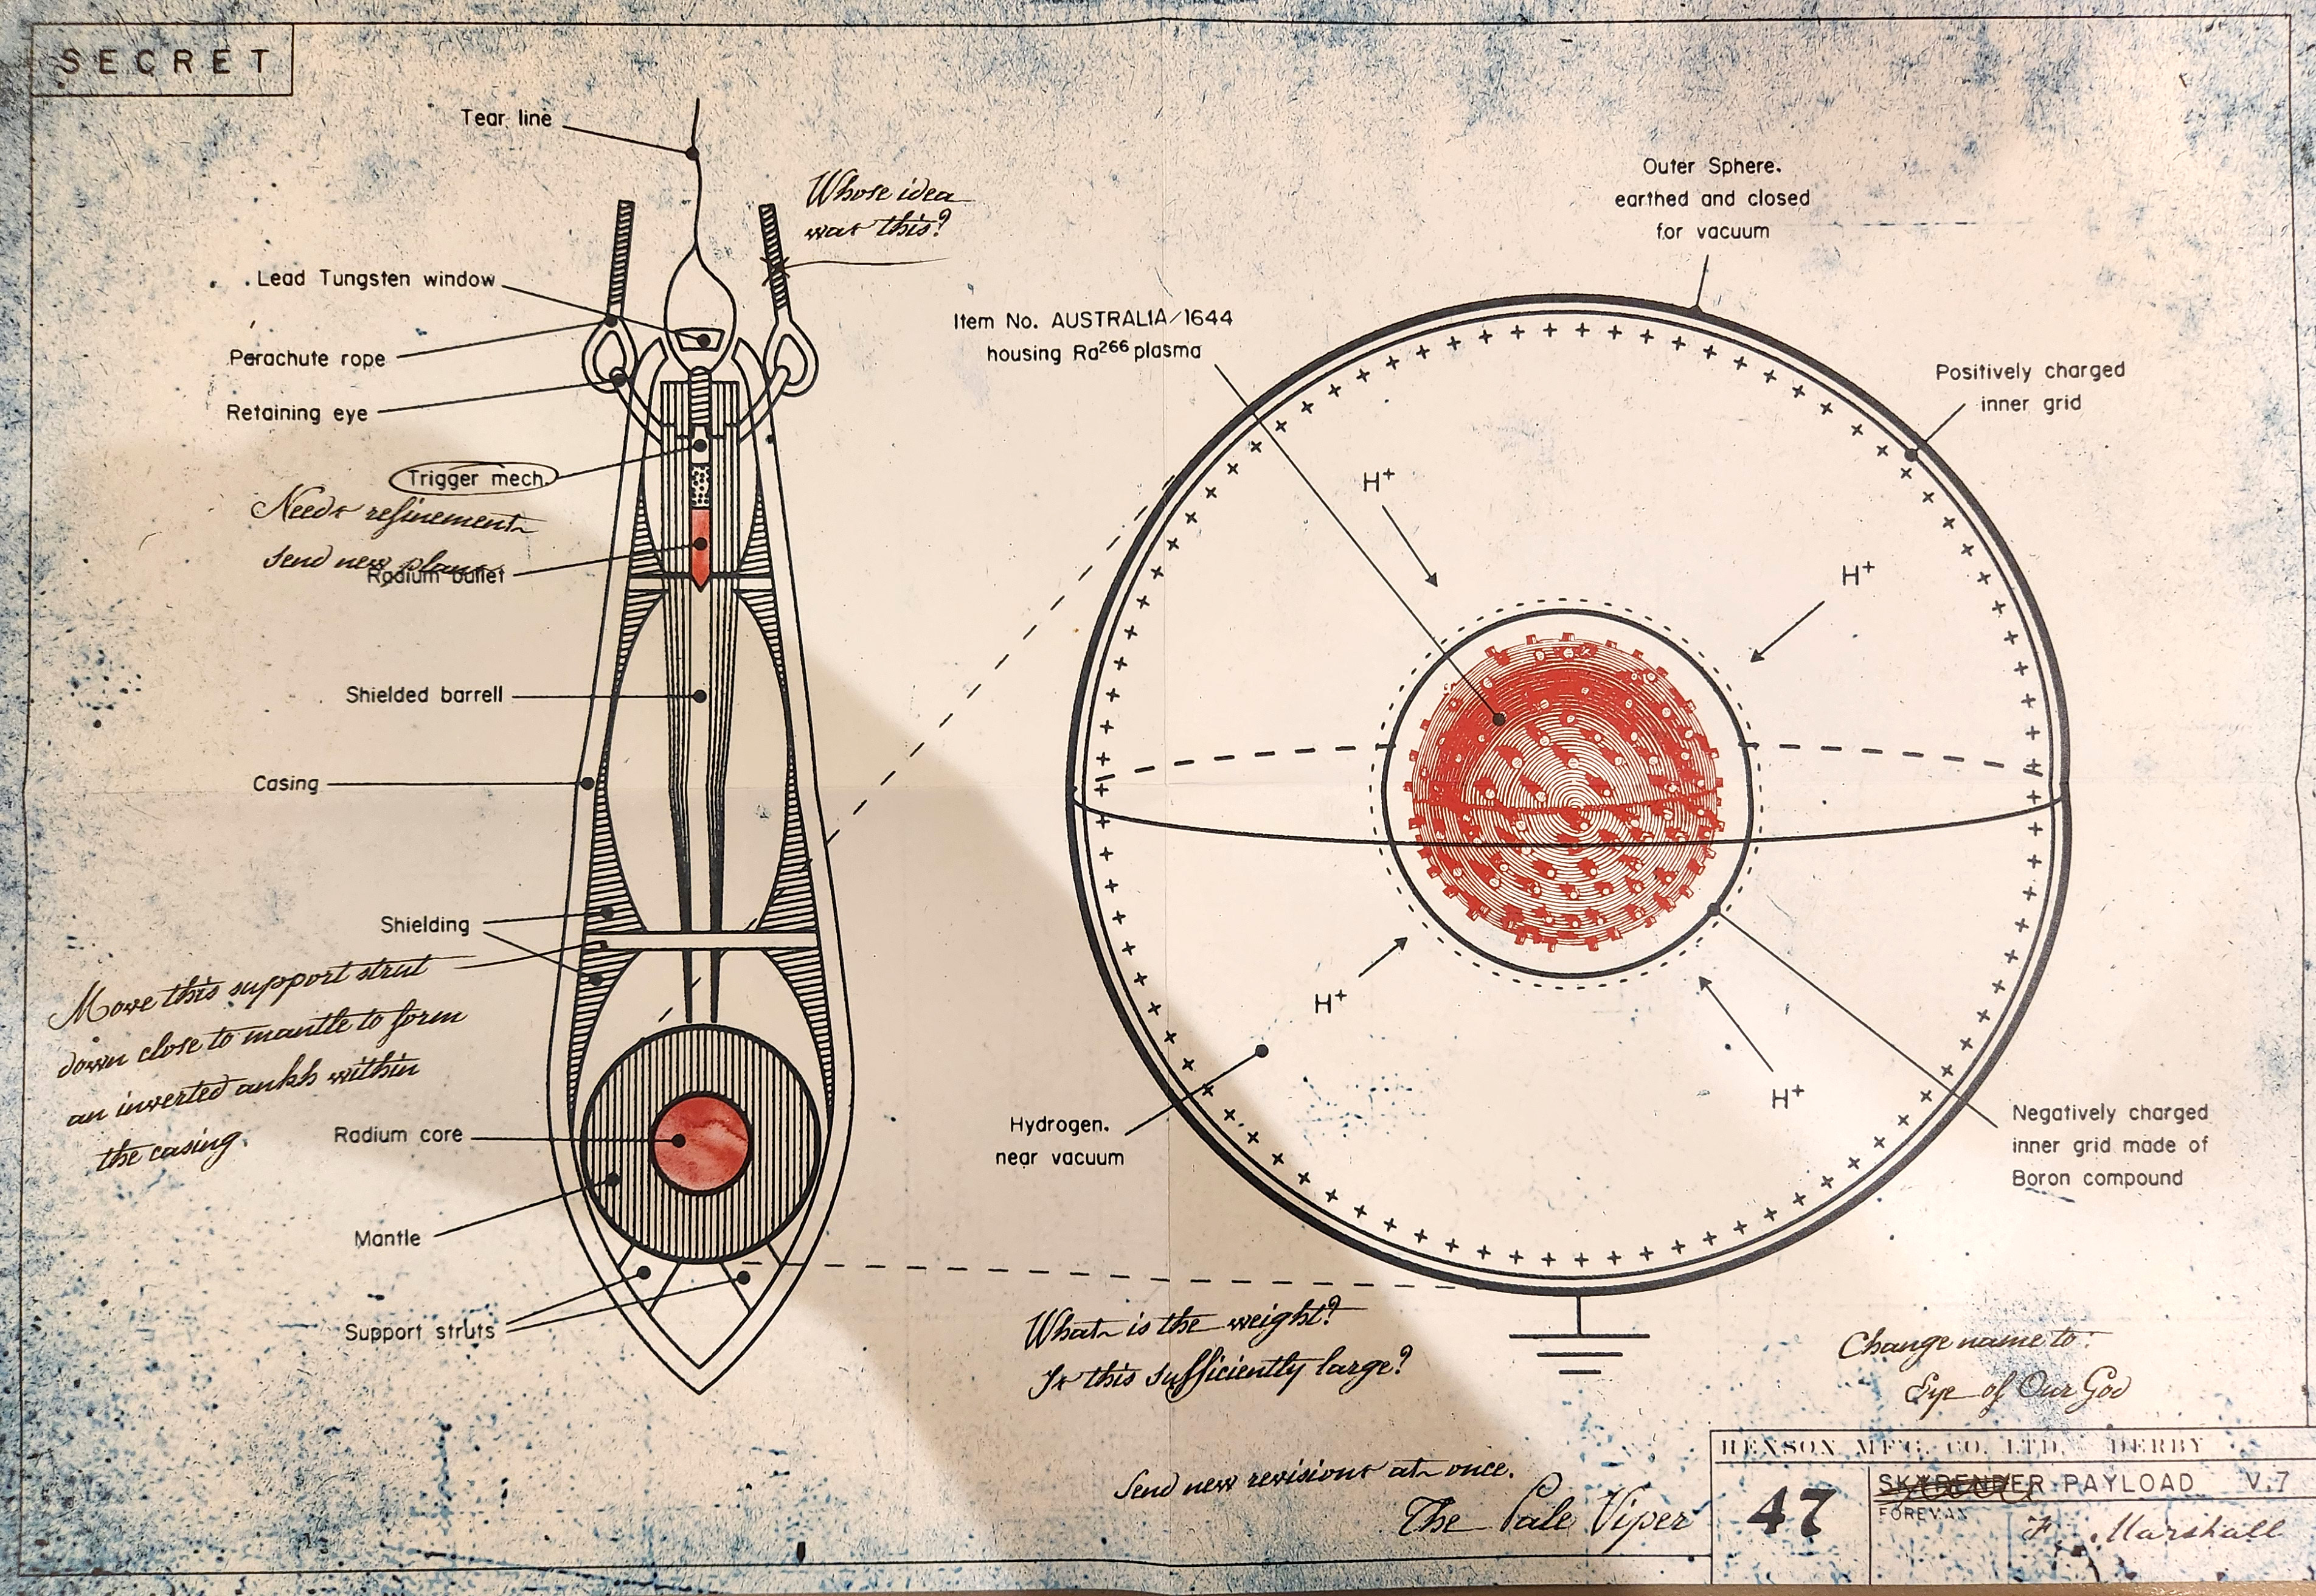 SECRET
Tear line
Whose idea
was this?
Lead Tungsten window
Parachute rope
Retaining eye
Trigger mech.
Needs refinement
Send new plans
Radium bullet
Shielded barrell
Casing
Shielding
Move this support strut
down close to mantle to form
an inverted ankh within
the casing.
Radium core
Mantle
Support struts
Outer Sphere.
earthed and closed
for vacuum
Item No. AUSTRALIA/1644
housing Ra²⁶⁶ plasma
Positively charged
inner grid
H⁺
H⁺
H⁺
H⁺
Hydrogen.
near vacuum
Negatively charged
inner grid made of
Boron compound
What is the weight?
Is this sufficiently large?
Change name to:
Eye of Our God
Send new revisions at once.
The Pale Viper
HENSON MF'G. CO. LTD. DERBY
47
SKYRENDER PAYLOAD V.7
FOREMAN
F. Marshall